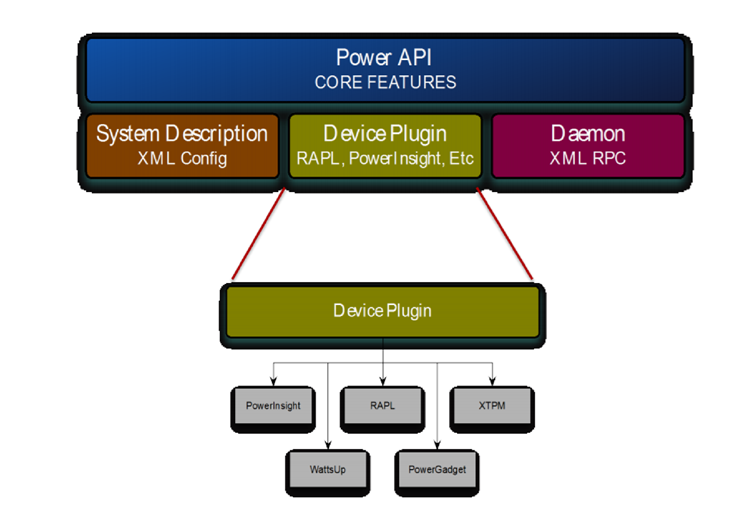 Power API
CORE FEATURES
System Description
XML Config
Device Plugin
RAPL, PowerInsight, Etc
Daemon
XML RPC
Device Plugin
PowerInsight
RAPL
XTPM
WattsUp
PowerGadget